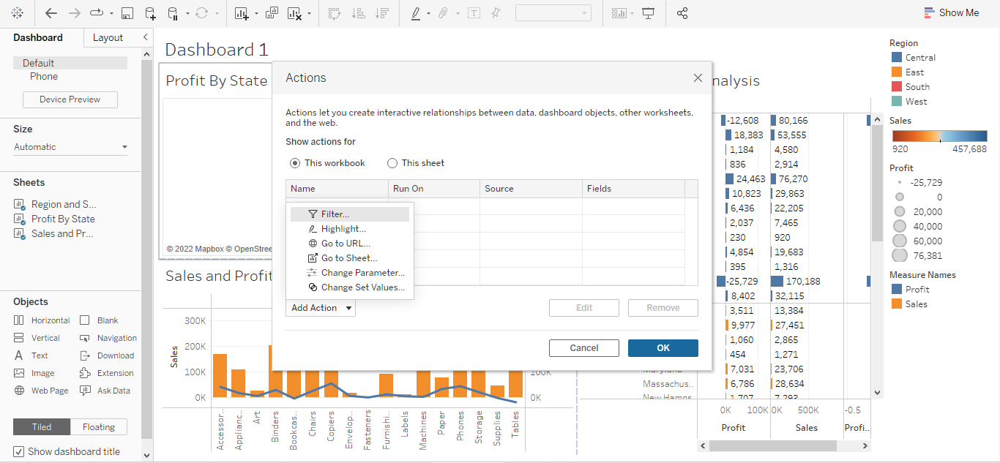 Show Me
Dashboard
Layout
Default
Phone
Device Preview
Size
Automatic
Sheets
Region and S...
Profit By State
Sales and Pr...
Objects
Horizontal
Blank
Vertical
Navigation
Text
Download
Image
Extension
Web Page
Ask Data
Tiled
Floating
Show dashboard title
Dashboard 1
Profit By State
© 2022 Mapbox © OpenStree
Sales and Profit
Sales
300K
200K
100K
0K
Accessor..
Applianc..
Art
Binders
Bookcas..
Chairs
Copiers
Envelop..
Fasteners
Furnishi..
Labels
Machines
Paper
Phones
Storage
Supplies
Tables
100K
0K
Actions
Actions let you create interactive relationships between data, dashboard objects, other worksheets,
and the web.
Show actions for
This workbook
This sheet
Name
Run On
Source
Fields
Filter...
Highlight...
Go to URL...
Go to Sheet...
Change Parameter...
Change Set Values...
Add Action
Edit
Remove
Cancel
OK
nalysis
-12,608 80,166
18,383 53,555
1,184 4,580
836 2,914
24,463 76,270
10,823 29,863
6,436 22,205
2,037 7,465
230 920
4,854 19,683
395 1,316
-25,729 170,188
8,402 32,115
3,511 13,384
9,977 27,451
1,060 2,865
454 1,271
7,031 23,706
Massachus.. 6,786 28,634
0K 100K 0K 500K -0.5
Profit Sales Profi..
Region
Central
East
South
West
Sales
920 457,688
Profit
-25,729
0
20,000
40,000
60,000
76,381
Measure Names
Profit
Sales